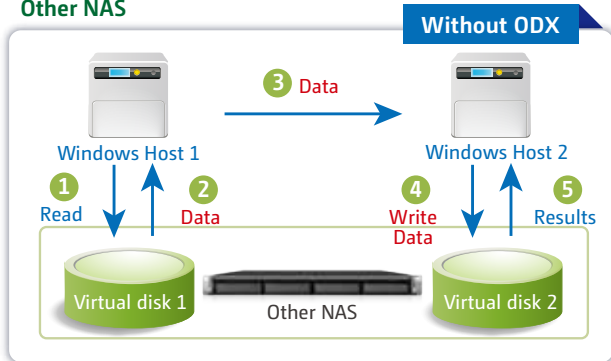 Other NAS
Without ODX
3 Data
Windows Host 1
Windows Host 2
1
Read
2
Data
4
Write
Data
5
Results
Virtual disk 1
Other NAS
Virtual disk 2